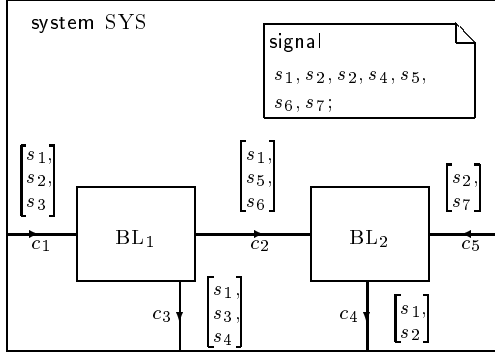 system SYS
signal
s1, s2, s2, s4, s5,
s6, s7;
[s1,
s2,
s3]
[s1,
s5,
s6]
[s2,
s7]
BL1
BL2
c1
c2
c5
c3
[s1,
s3,
s4]
c4
[s1,
s2]